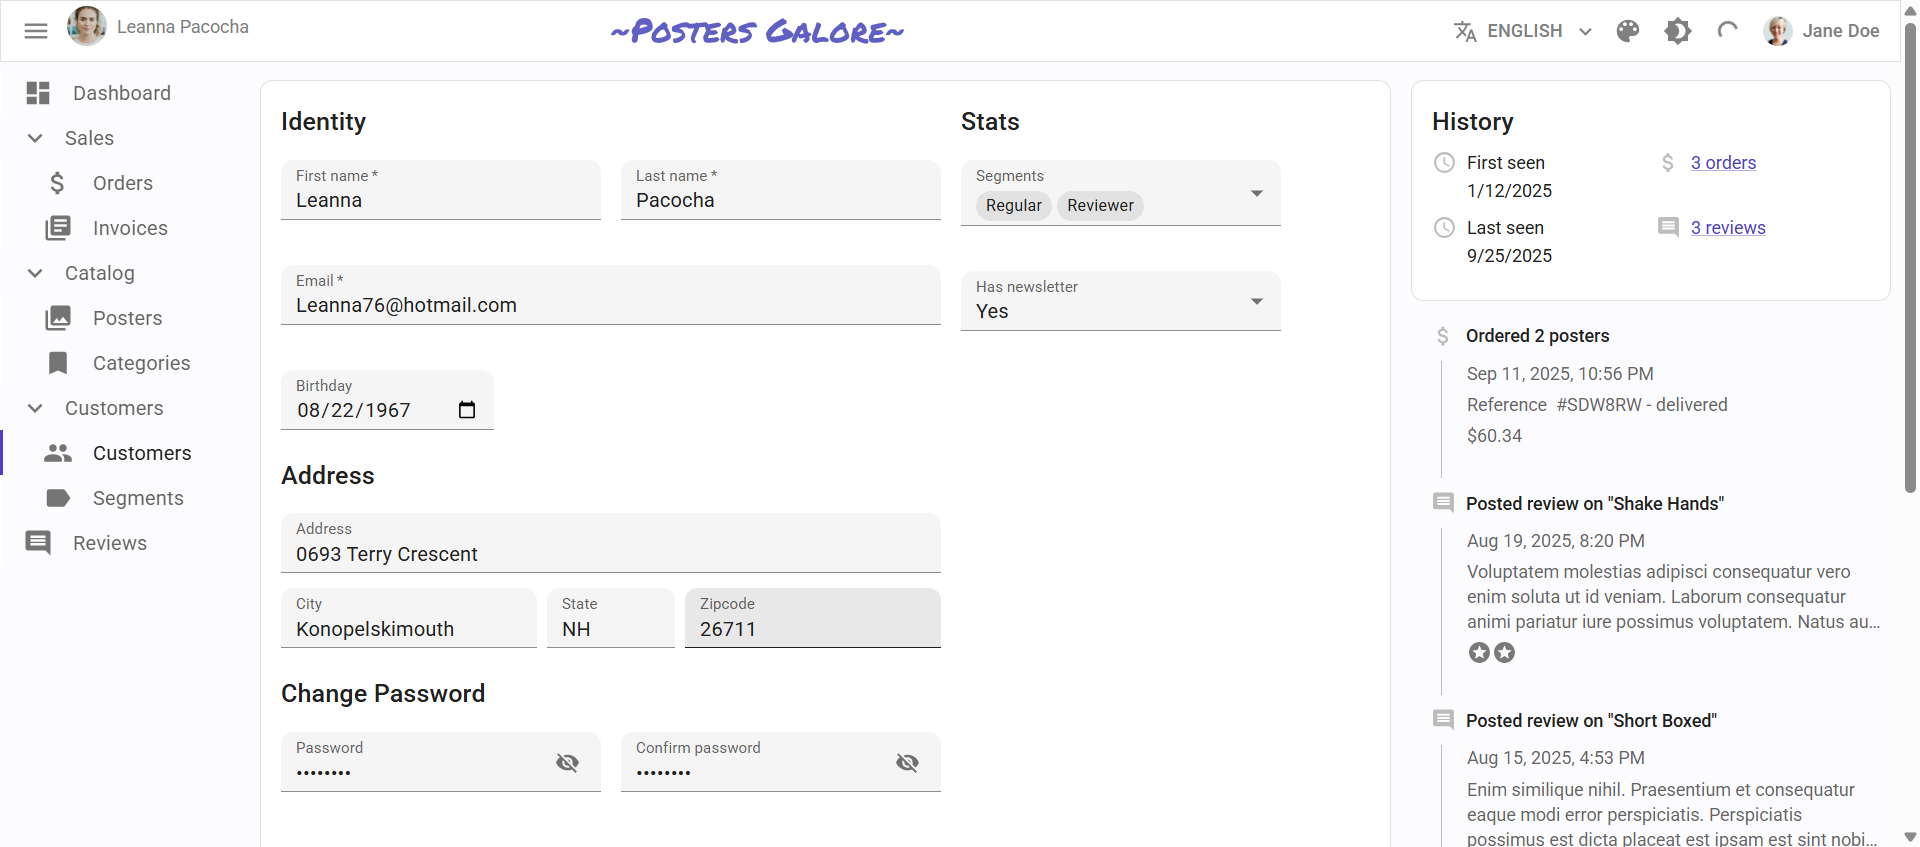 Leanna Pacocha
~Posters Galore~
ENGLISH
Jane Doe
Dashboard
Sales
Orders
Invoices
Catalog
Posters
Categories
Customers
Customers
Segments
Reviews
Identity
First name *
Leanna
Last name *
Pacocha
Email *
Leanna76@hotmail.com
Birthday
08/22/1967
Address
Address
0693 Terry Crescent
City
Konopelskimouth
State
NH
Zipcode
26711
Change Password
Password
••••••••
Confirm password
••••••••
Stats
Segments
Regular Reviewer
Has newsletter
Yes
History
First seen
1/12/2025
3 orders
Last seen
9/25/2025
3 reviews
Ordered 2 posters
Sep 11, 2025, 10:56 PM
Reference #SDW8RW - delivered
$60.34
Posted review on "Shake Hands"
Aug 19, 2025, 8:20 PM
Voluptatem molestias adipisci consequatur vero
enim soluta ut id veniam. Laborum consequatur
animi pariatur iure possimus voluptatem. Natus au...
Posted review on "Short Boxed"
Aug 15, 2025, 4:53 PM
Enim similique nihil. Praesentium et consequatur
eaque modi error perspiciatis. Perspiciatis
possimus est dicta placeat est ipsam est sint nobi...